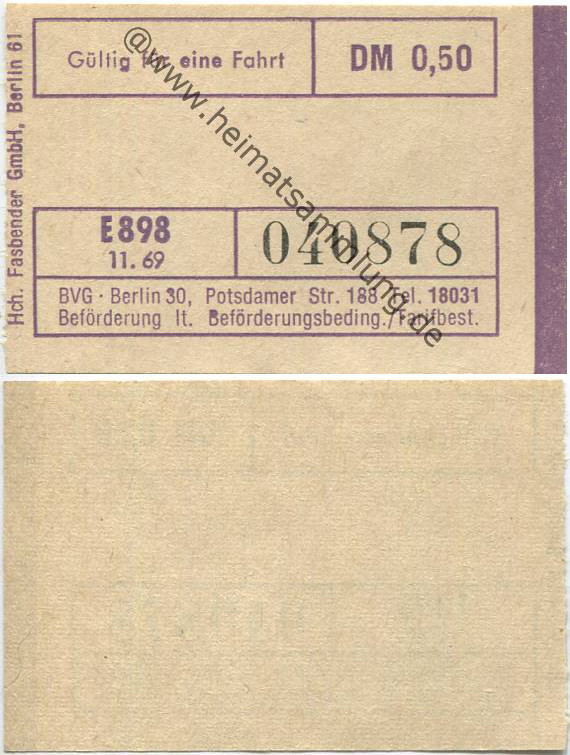 Gültig für eine Fahrt
DM 0,50
E898
11.69
040878
BVG · Berlin 30, Potsdamer Str. 188 Tel. 18031
Beförderung lt. Beförderungsbeding./Tarifbest.
Hch. Fasbender GmbH, Berlin 61
@www.heimatsammlung.de